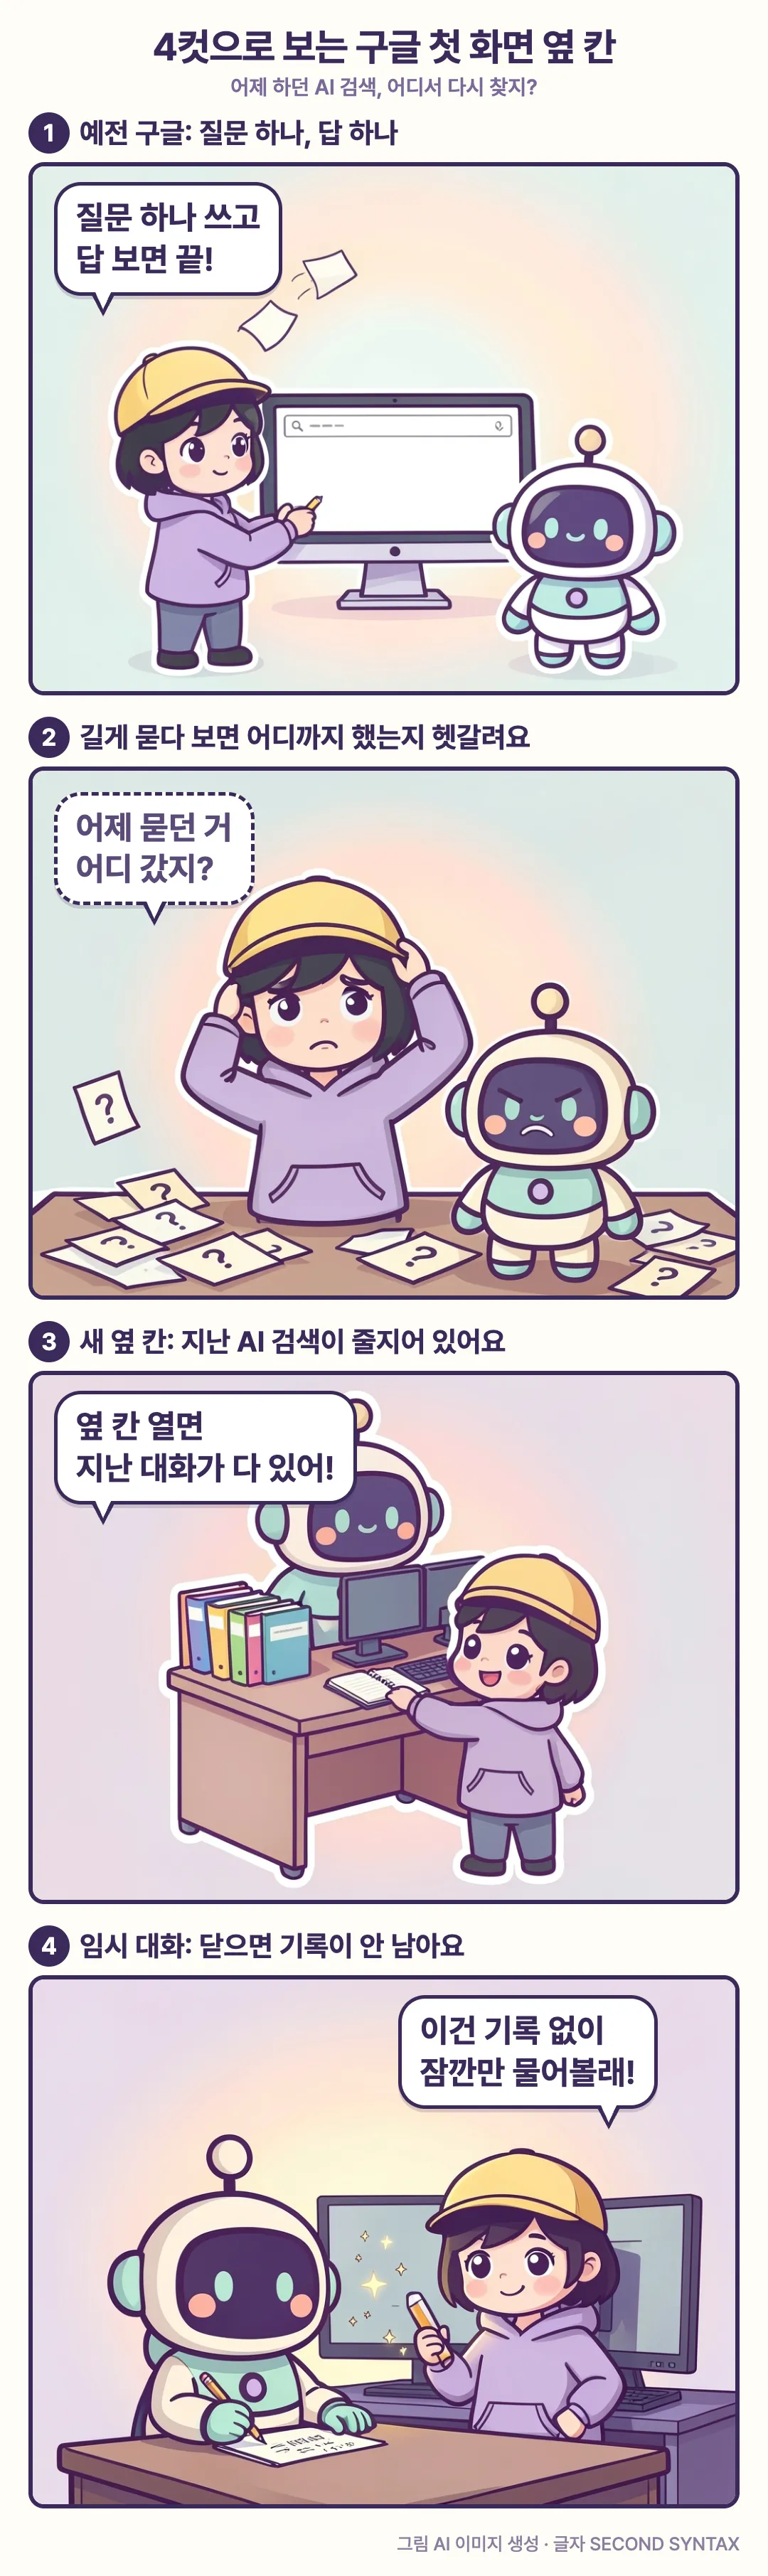 4컷으로 보는 구글 첫 화면 옆 칸
어제 하던 AI 검색, 어디서 다시 찾지?
1 예전 구글: 질문 하나, 답 하나
질문 하나 쓰고
답 보면 끝!
2 길게 묻다 보면 어디까지 했는지 헷갈려요
어제 묻던 거
어디 갔지?
?
?
?
?
?
?
?
?
?
?
3 새 옆 칸: 지난 AI 검색이 줄지어 있어요
옆 칸 열면
지난 대화가 다 있어!
4 임시 대화: 닫으면 기록이 안 남아요
이건 기록 없이
잠깐만 물어볼래!
그림 AI 이미지 생성 · 글자 SECOND SYNTAX